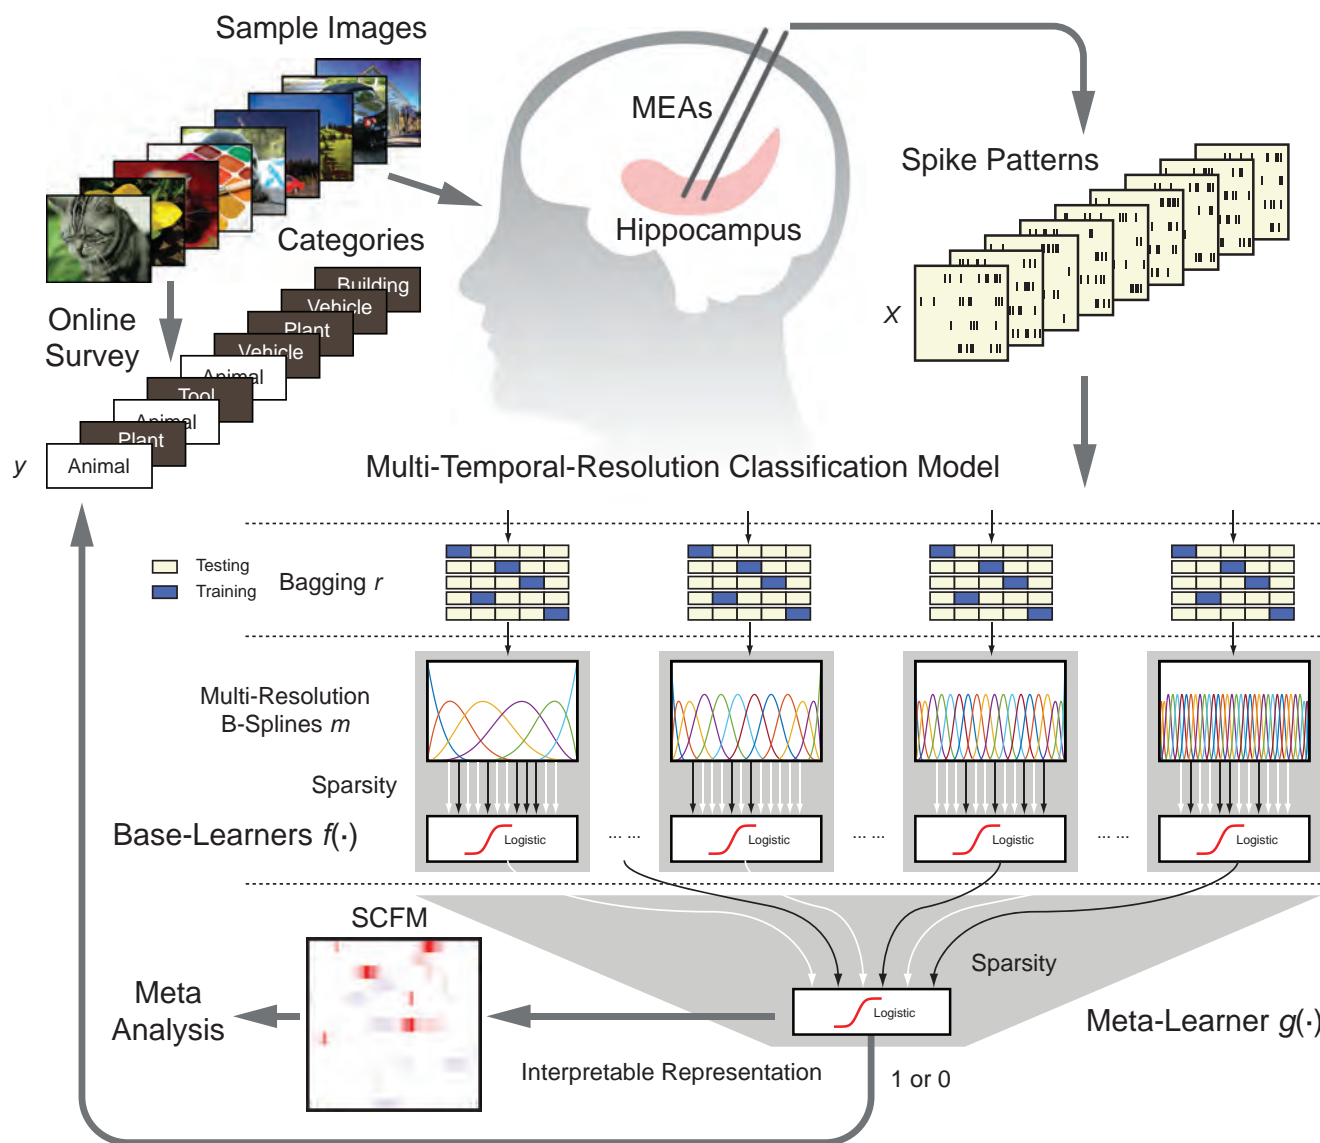 Sample Images
MEAs
Hippocampus
Spike Patterns
X
Categories
Building
Vehicle
Plant
Vehicle
Animal
Tool
Animal
Plant
Animal
y
Online
Survey
Multi-Temporal-Resolution Classification Model
Testing
Training
Bagging r
Multi-Resolution
B-Splines m
Sparsity
Base-Learners f(·)
Logistic
... ...
Logistic
... ...
Logistic
... ...
Logistic
SCFM
Sparsity
Meta
Analysis
Logistic
Meta-Learner g(·)
Interpretable Representation
1 or 0